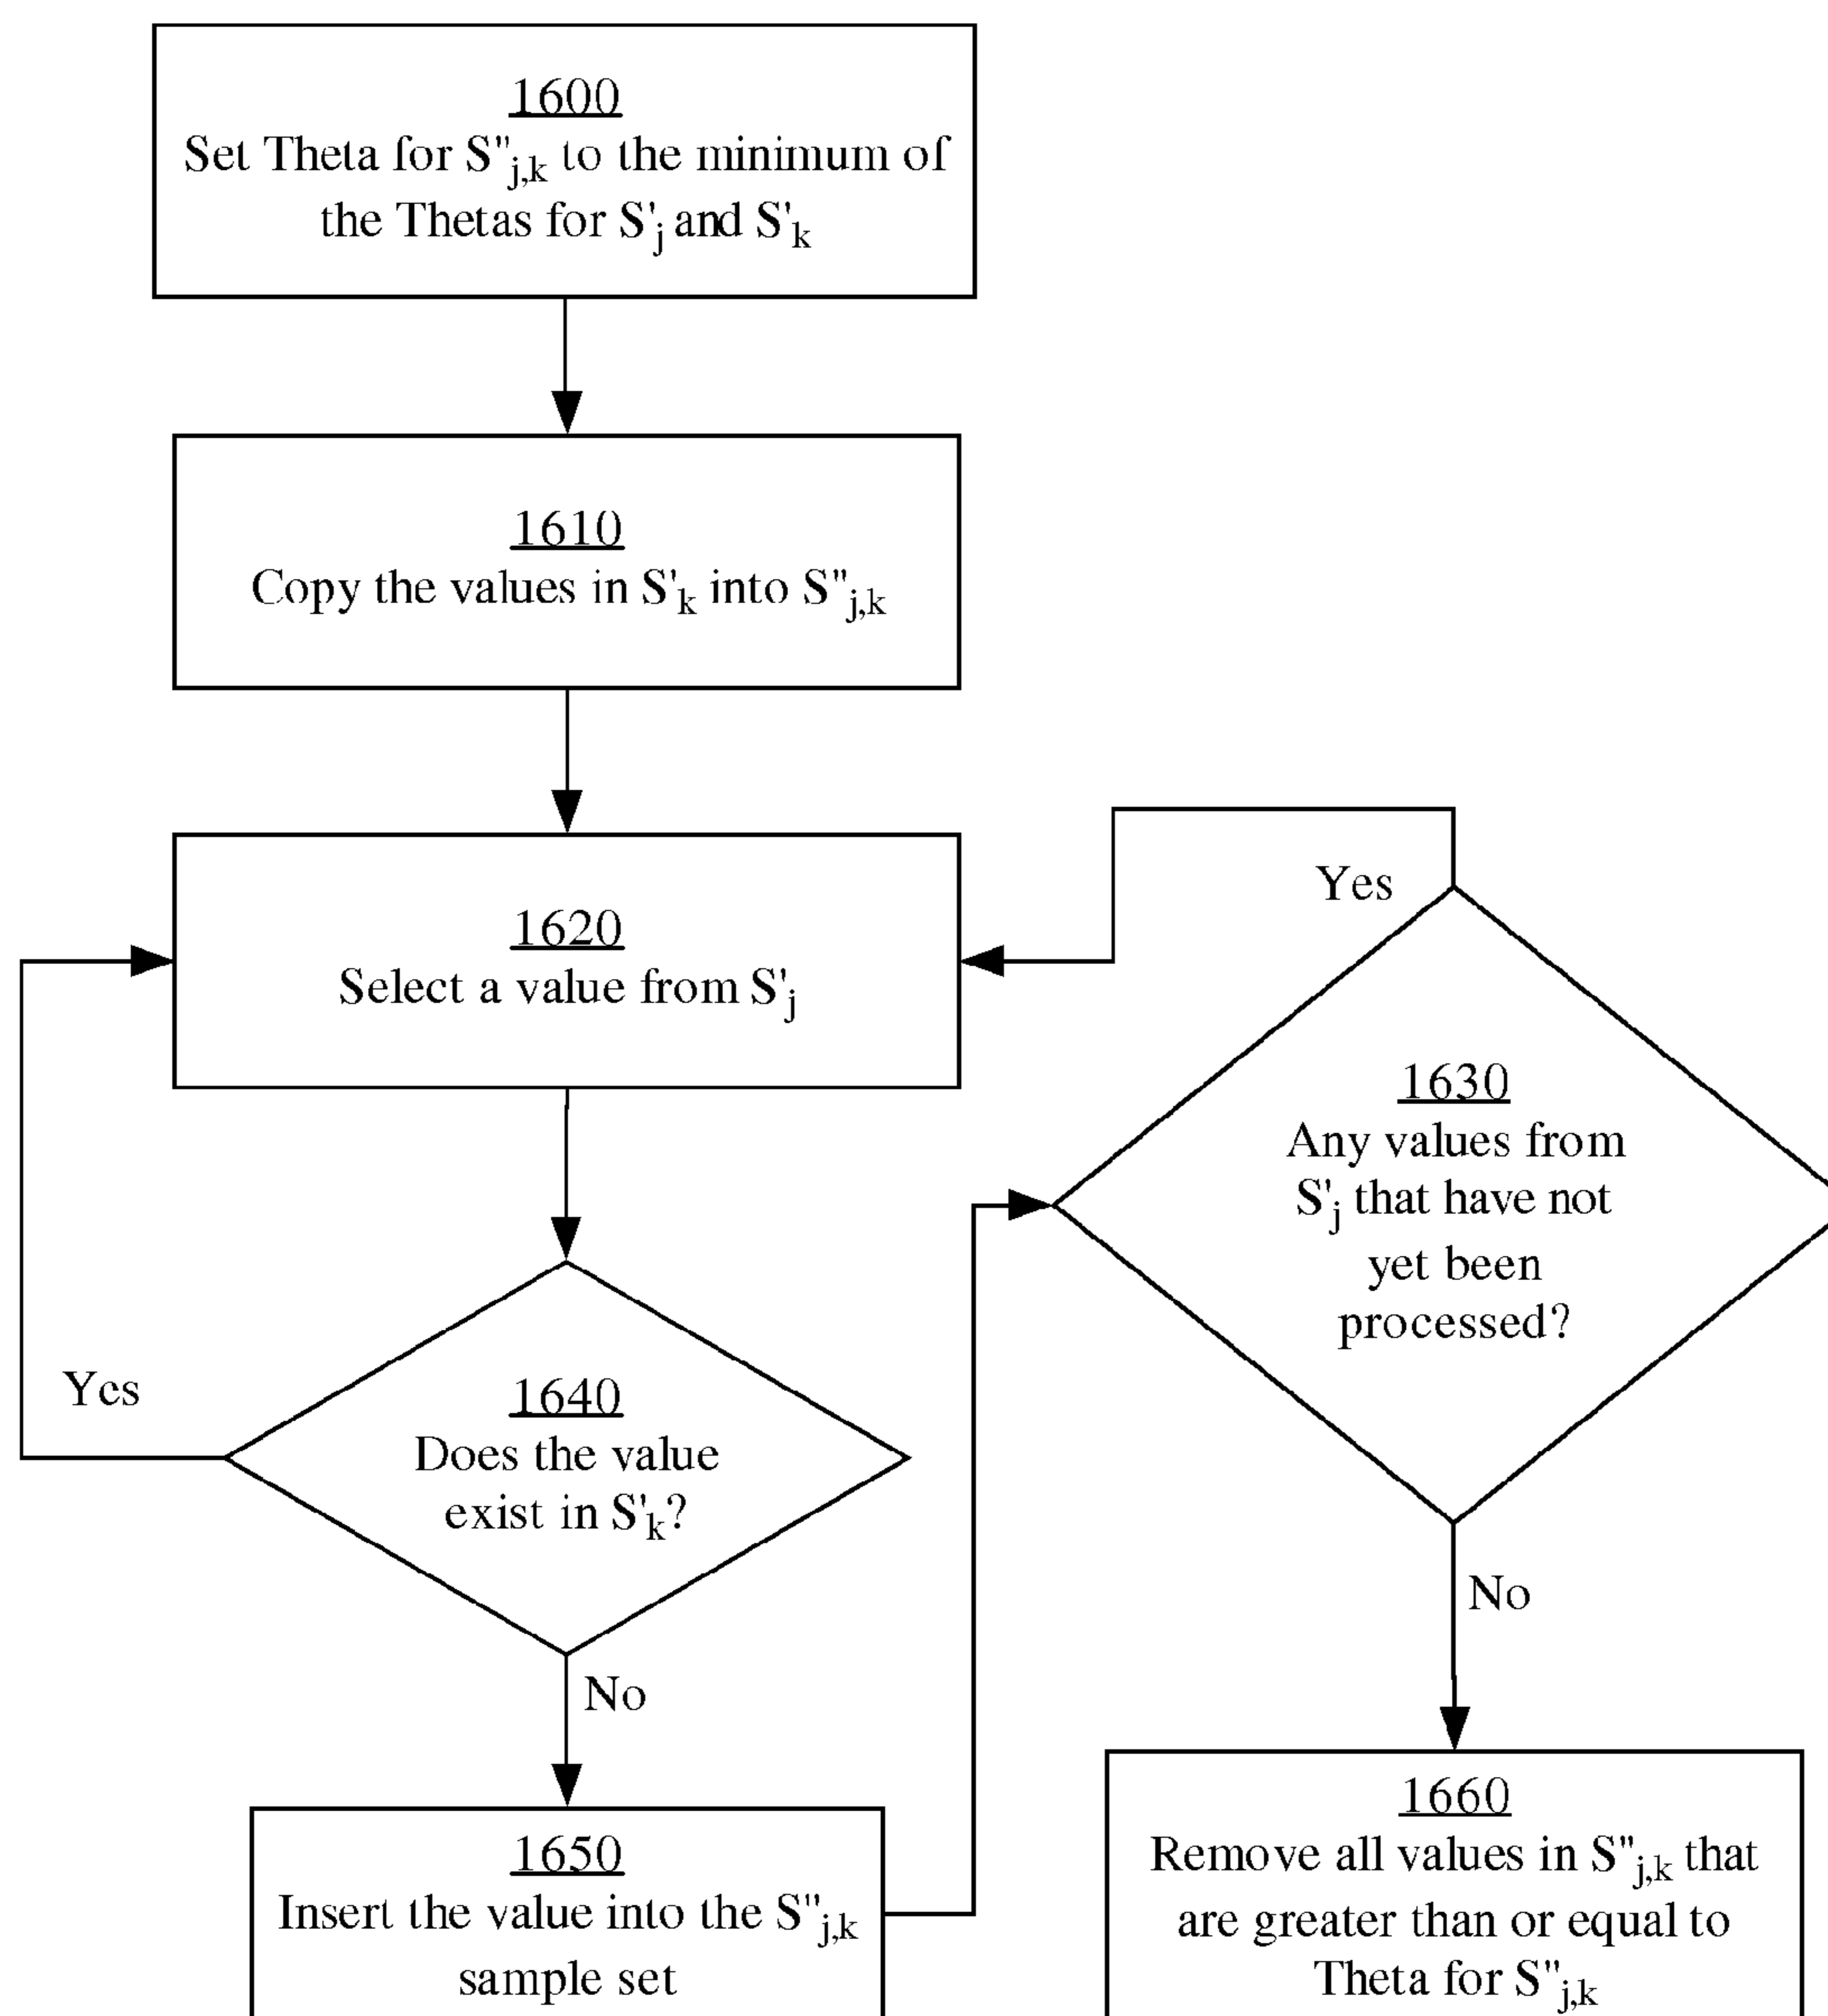 1600
Set Theta for S''j,k to the minimum of
the Thetas for S'j and S'k
1610
Copy the values in S'k into S''j,k
1620
Select a value from S'j
Yes
1630
Any values from
S'j that have not
yet been
processed?
Yes
1640
Does the value
exist in S'k?
No
No
1650
Insert the value into the S''j,k
sample set
1660
Remove all values in S''j,k that
are greater than or equal to
Theta for S''j,k